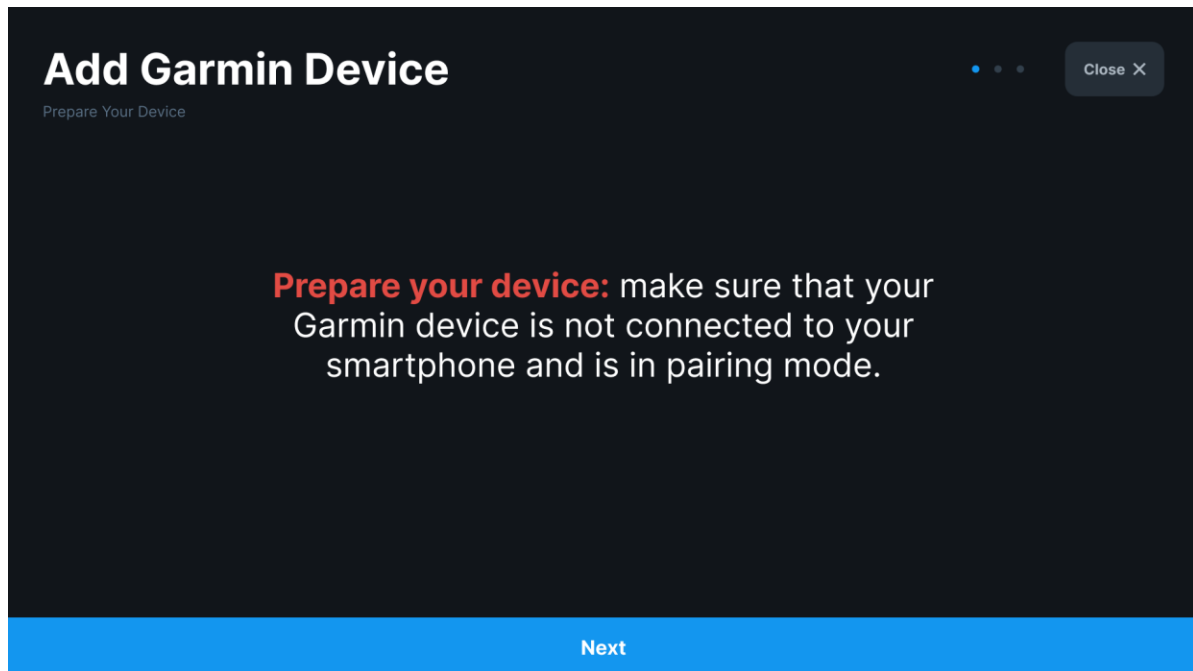 Add Garmin Device
Close
Prepare Your Device
Prepare your device: make sure that your
Garmin device is not connected to your
smartphone and is in pairing mode.
Next